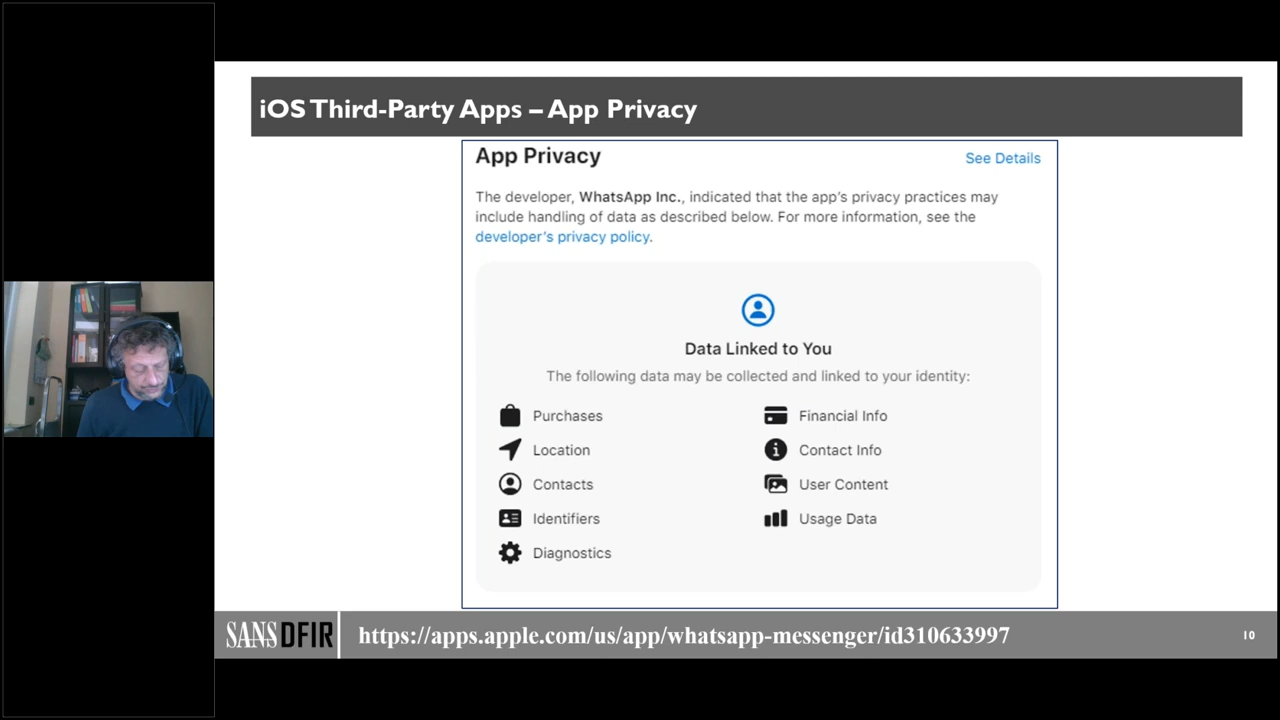 iOS Third-Party Apps – App Privacy
App Privacy
See Details
The developer, WhatsApp Inc., indicated that the app's privacy practices may
include handling of data as described below. For more information, see the
developer's privacy policy.
Data Linked to You
The following data may be collected and linked to your identity:
Purchases
Financial Info
Location
Contact Info
Contacts
User Content
Identifiers
Usage Data
Diagnostics
SANS DFIR
https://apps.apple.com/us/app/whatsapp-messenger/id310633997
10